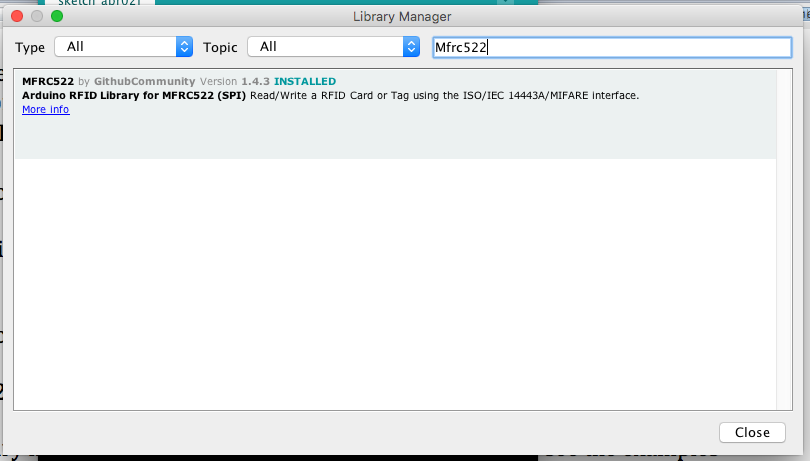 sketch_apr02f
Library Manager
Type All Topic All Mfrc522
MFRC522 by GithubCommunity Version 1.4.3 INSTALLED
Arduino RFID Library for MFRC522 (SPI) Read/Write a RFID Card or Tag using the ISO/IEC 14443A/MIFARE interface.
More info
Close